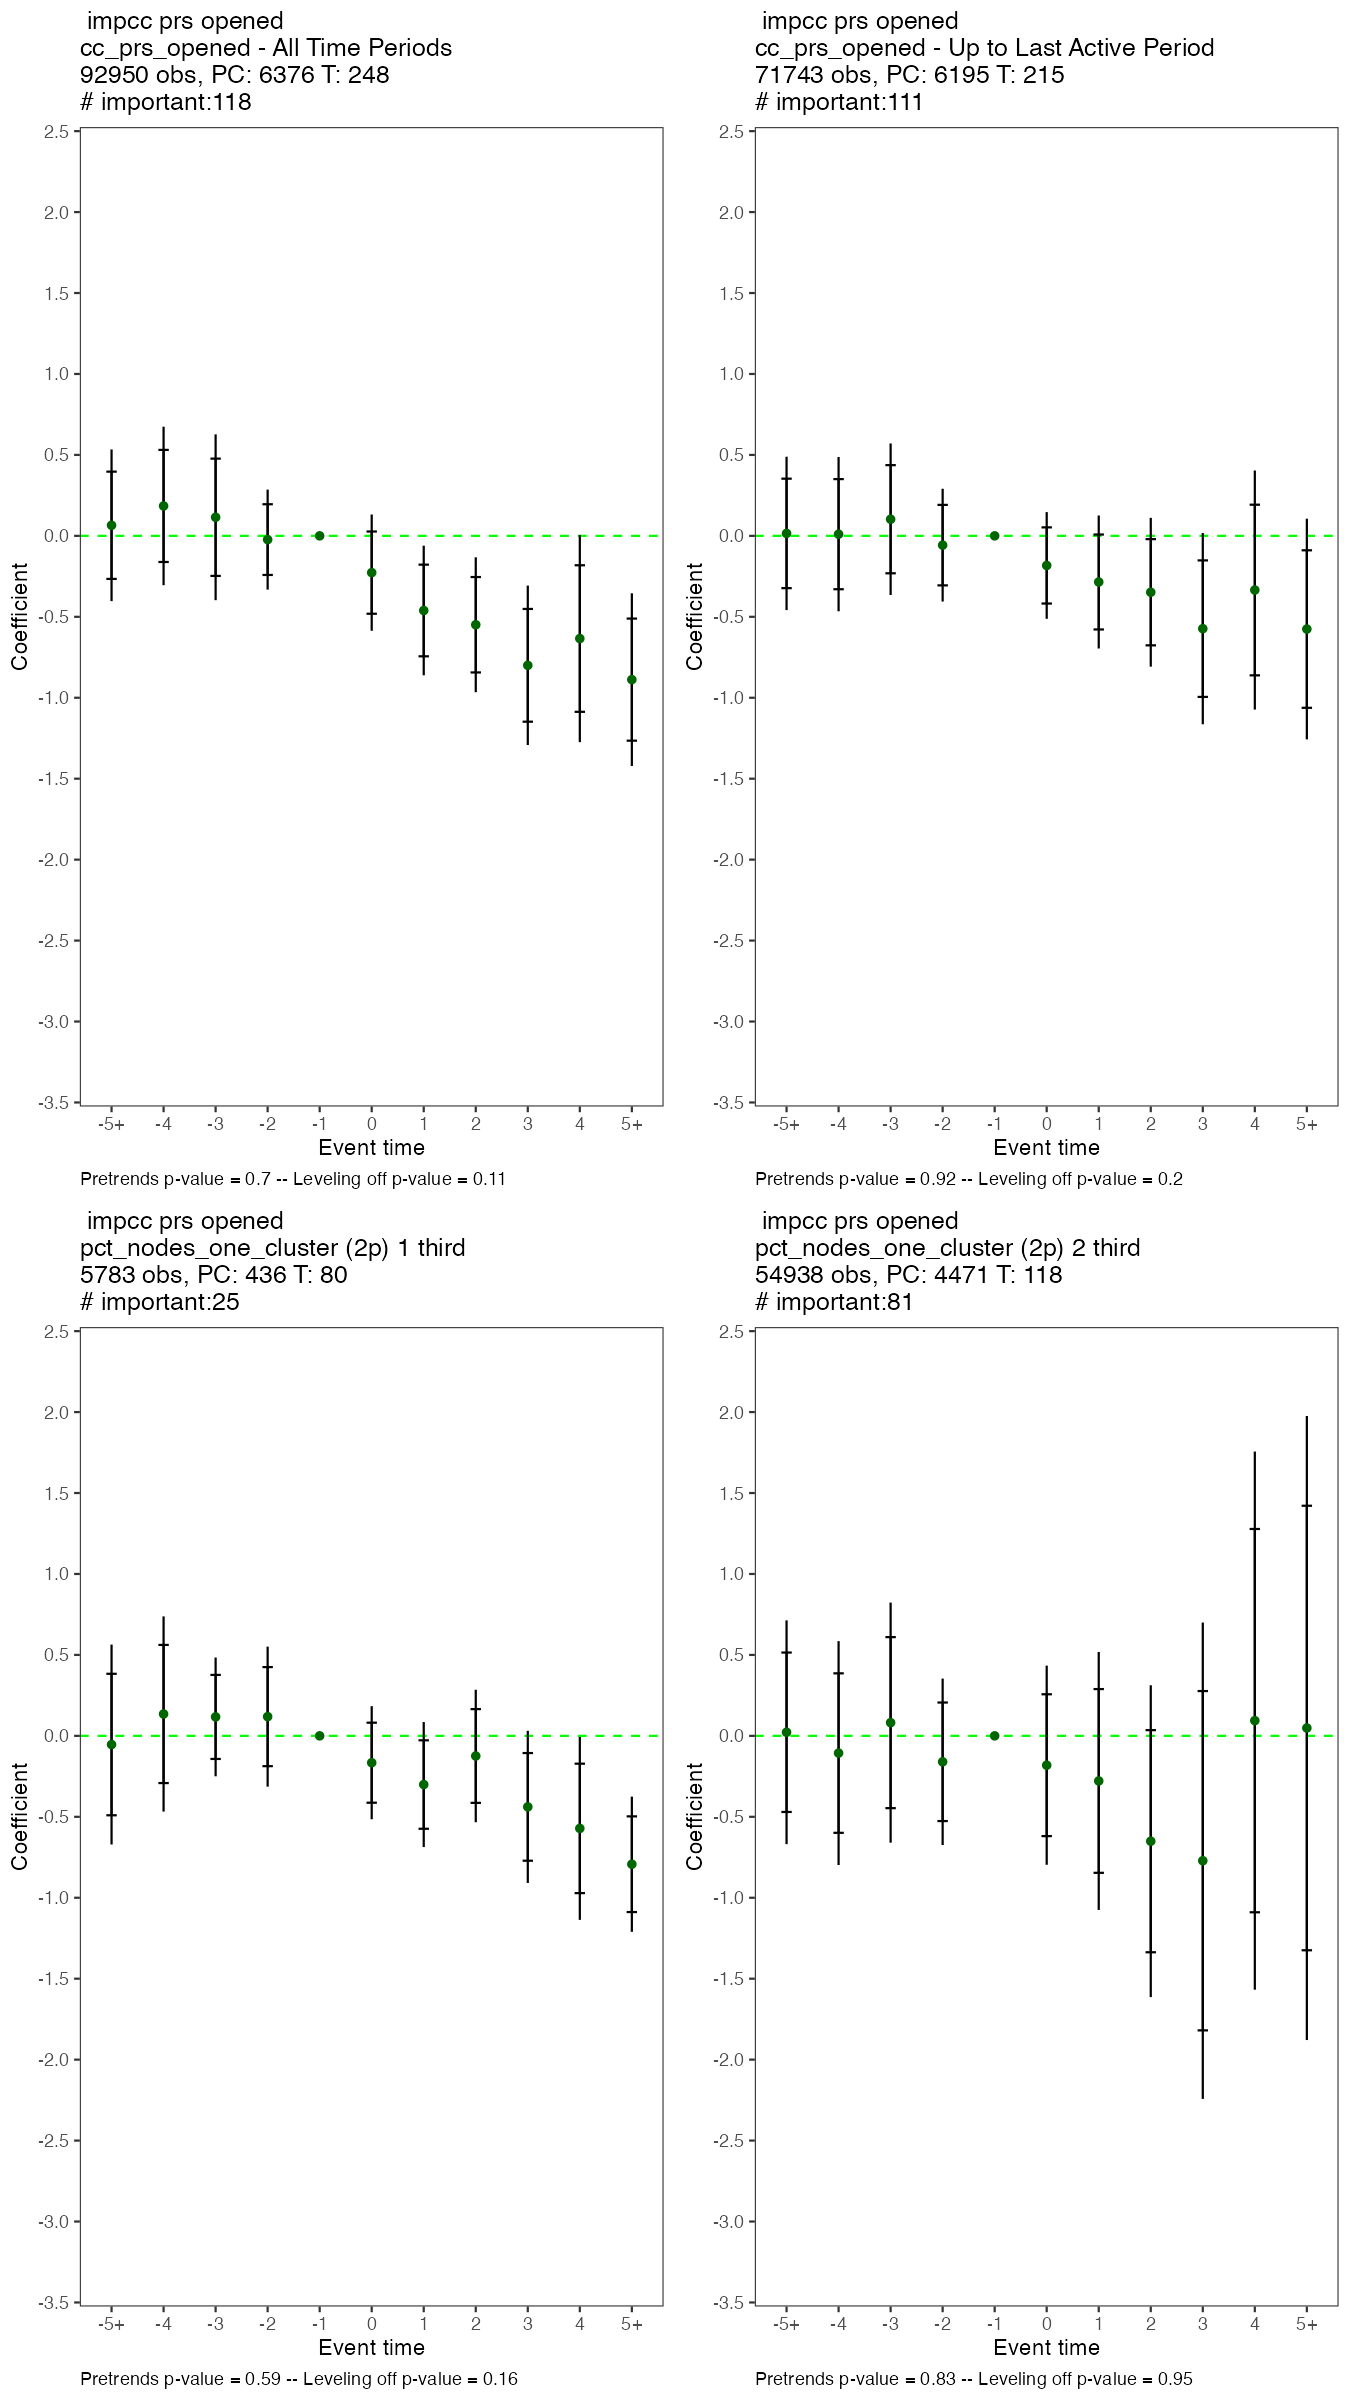 impcc prs opened
cc_prs_opened - All Time Periods
92950 obs, PC: 6376 T: 248
# important:118
2.5
2.0
1.5
1.0
0.5
0.0
-0.5
-1.0
-1.5
-2.0
-2.5
-3.0
-3.5
Coefficient
-5+ -4 -3 -2 -1 0 1 2 3 4 5+
Event time
Pretrends p-value = 0.7 -- Leveling off p-value = 0.11
impcc prs opened
cc_prs_opened - Up to Last Active Period
71743 obs, PC: 6195 T: 215
# important:111
2.5
2.0
1.5
1.0
0.5
0.0
-0.5
-1.0
-1.5
-2.0
-2.5
-3.0
-3.5
Coefficient
-5+ -4 -3 -2 -1 0 1 2 3 4 5+
Event time
Pretrends p-value = 0.92 -- Leveling off p-value = 0.2
impcc prs opened
pct_nodes_one_cluster (2p) 1 third
5783 obs, PC: 436 T: 80
# important:25
2.5
2.0
1.5
1.0
0.5
0.0
-0.5
-1.0
-1.5
-2.0
-2.5
-3.0
-3.5
Coefficient
-5+ -4 -3 -2 -1 0 1 2 3 4 5+
Event time
Pretrends p-value = 0.59 -- Leveling off p-value = 0.16
impcc prs opened
pct_nodes_one_cluster (2p) 2 third
54938 obs, PC: 4471 T: 118
# important:81
2.5
2.0
1.5
1.0
0.5
0.0
-0.5
-1.0
-1.5
-2.0
-2.5
-3.0
-3.5
Coefficient
-5+ -4 -3 -2 -1 0 1 2 3 4 5+
Event time
Pretrends p-value = 0.83 -- Leveling off p-value = 0.95